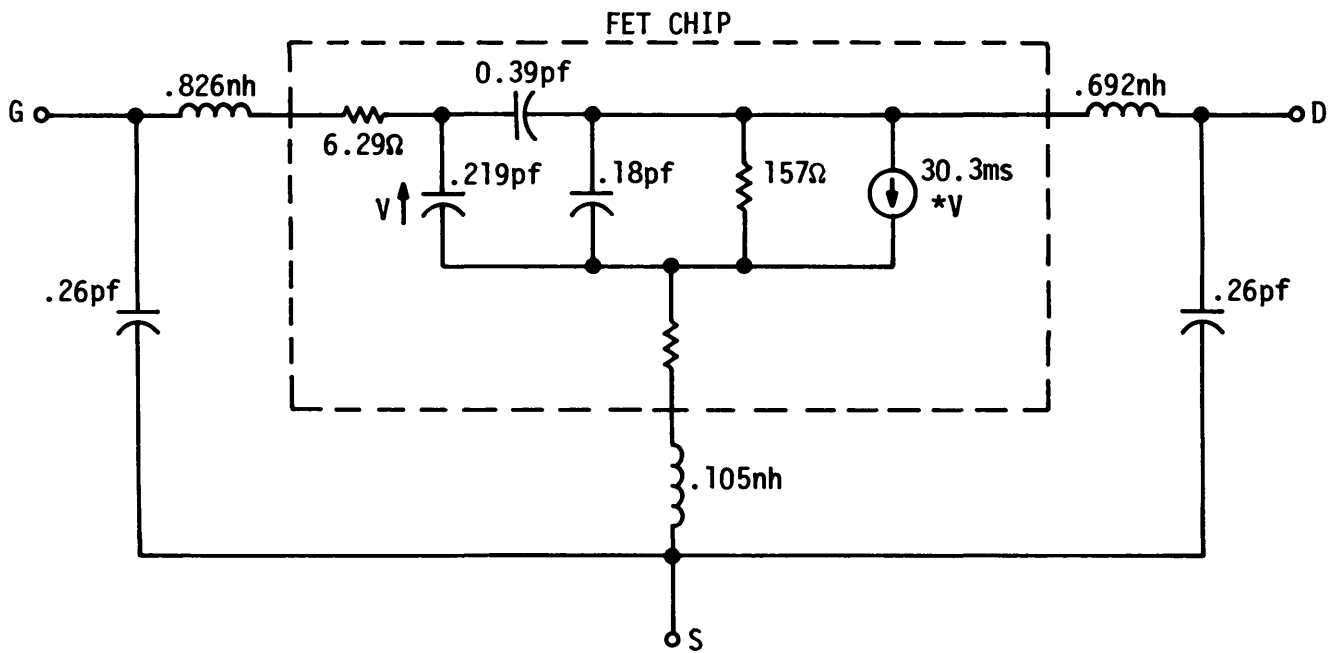 FET CHIP
.826nh
0.39pf
.692nh
G
D
6.29Ω
.219pf
.18pf
157Ω
30.3ms
*V
V
.26pf
.26pf
.105nh
S